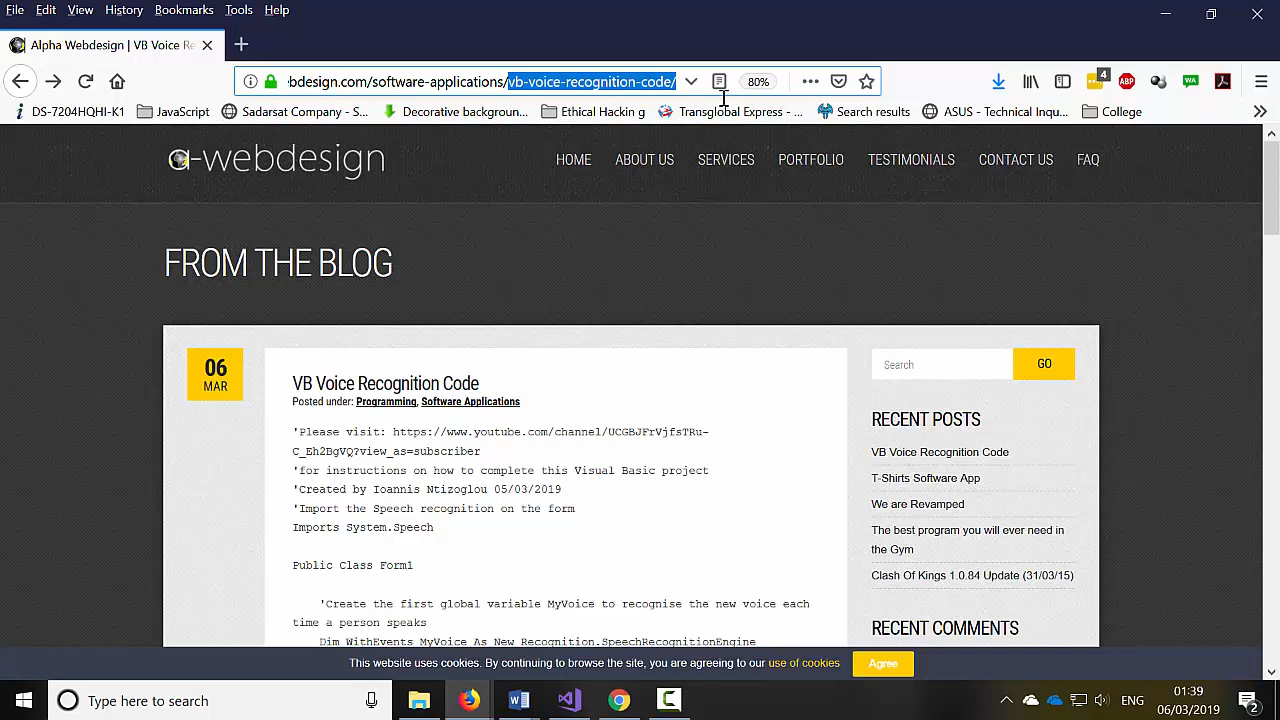 File Edit View History Bookmarks Tools Help
Alpha Webdesign | VB Voice Re
bdesign.com/software-applications/vb-voice-recognition-code/ 80% 4 ABP WA
DS-7204HQHI-K1 JavaScript Sadarsat Company - S... Decorative backgroun... Ethical Hackin g Transglobal Express - ... Search results ASUS - Technical Inqu... College
a-webdesign HOME ABOUT US SERVICES PORTFOLIO TESTIMONIALS CONTACT US FAQ
FROM THE BLOG
06
MAR
VB Voice Recognition Code
Posted under: Programming, Software Applications
'Please visit: https://www.youtube.com/channel/UCGBJFrVjfsTRu-
C_Eh2BgVQ?view_as=subscriber
'for instructions on how to complete this Visual Basic project
'Created by Ioannis Ntizoglou 05/03/2019
'Import the Speech recognition on the form
Imports System.Speech
Public Class Form1
'Create the first global variable MyVoice to recognise the new voice each
time a person speaks
Dim WithEvents MyVoice As New Recognition.SpeechRecognitionEngine
Search GO
RECENT POSTS
VB Voice Recognition Code
T-Shirts Software App
We are Revamped
The best program you will ever need in
the Gym
Clash Of Kings 1.0.84 Update (31/03/15)
RECENT COMMENTS
This website uses cookies. By continuing to browse the site, you are agreeing to our use of cookies Agree
Type here to search
ENG
01:39
06/03/2019
2